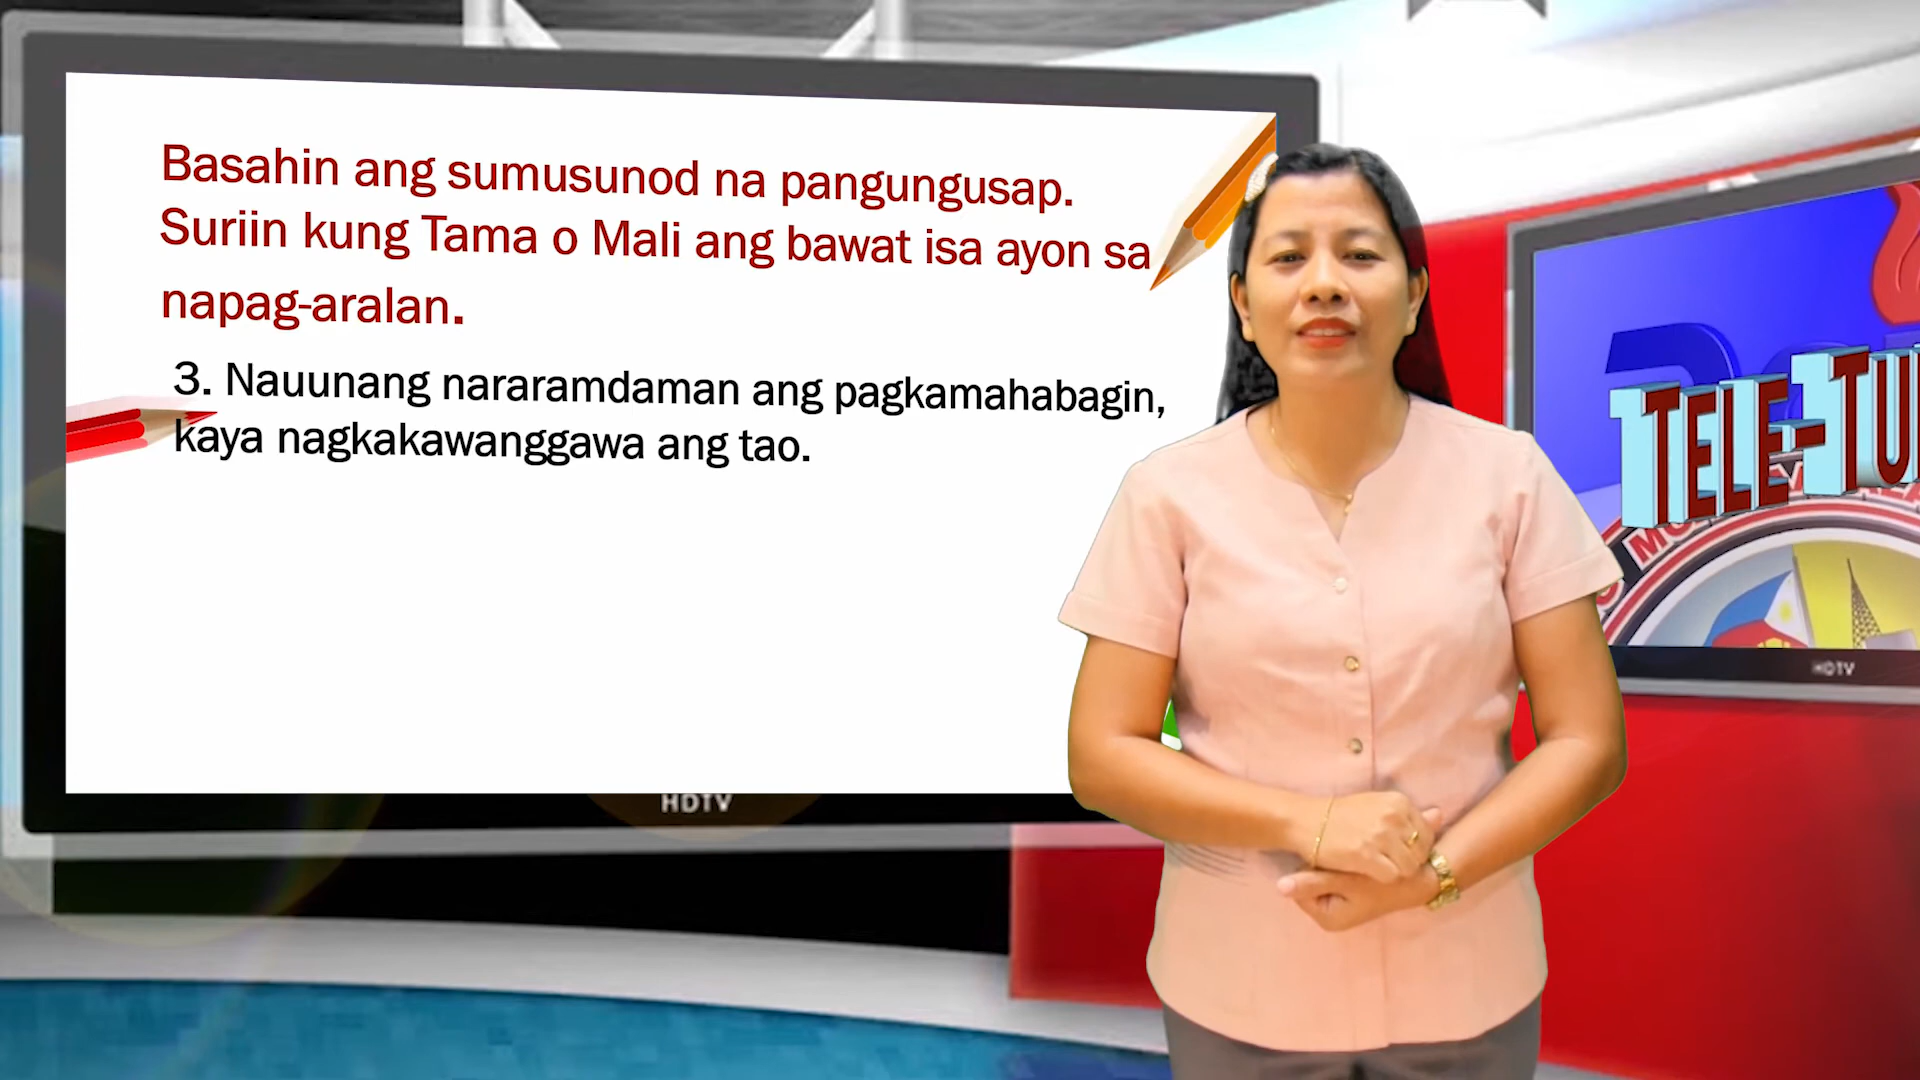 Basahin ang sumusunod na pangungusap.
Suriin kung Tama o Mali ang bawat isa ayon sa
napag-aralan.
3. Nauunang nararamdaman ang pagkamahabagin,
kaya nagkakawanggawa ang tao.
HDTV
TELE-TU
HDTV